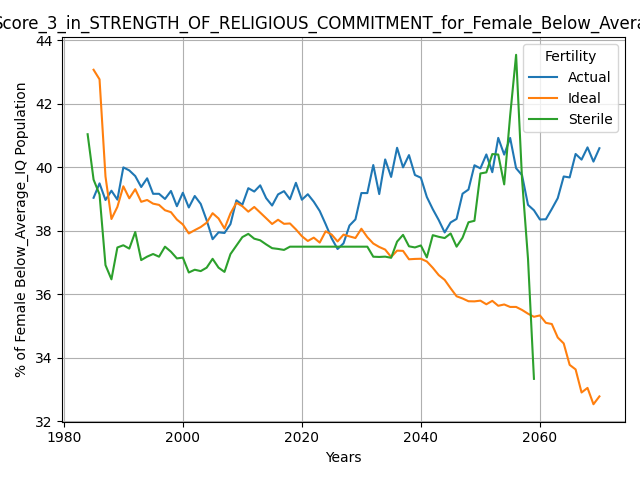 Score_3_in_STRENGTH_OF_RELIGIOUS_COMMITMENT_for_Female_Below_Avera
44
42
40
38
36
34
32
1980
2000
2020
2040
2060
Years
% of Female Below_Average_IQ Population
Fertility
Actual
Ideal
Sterile